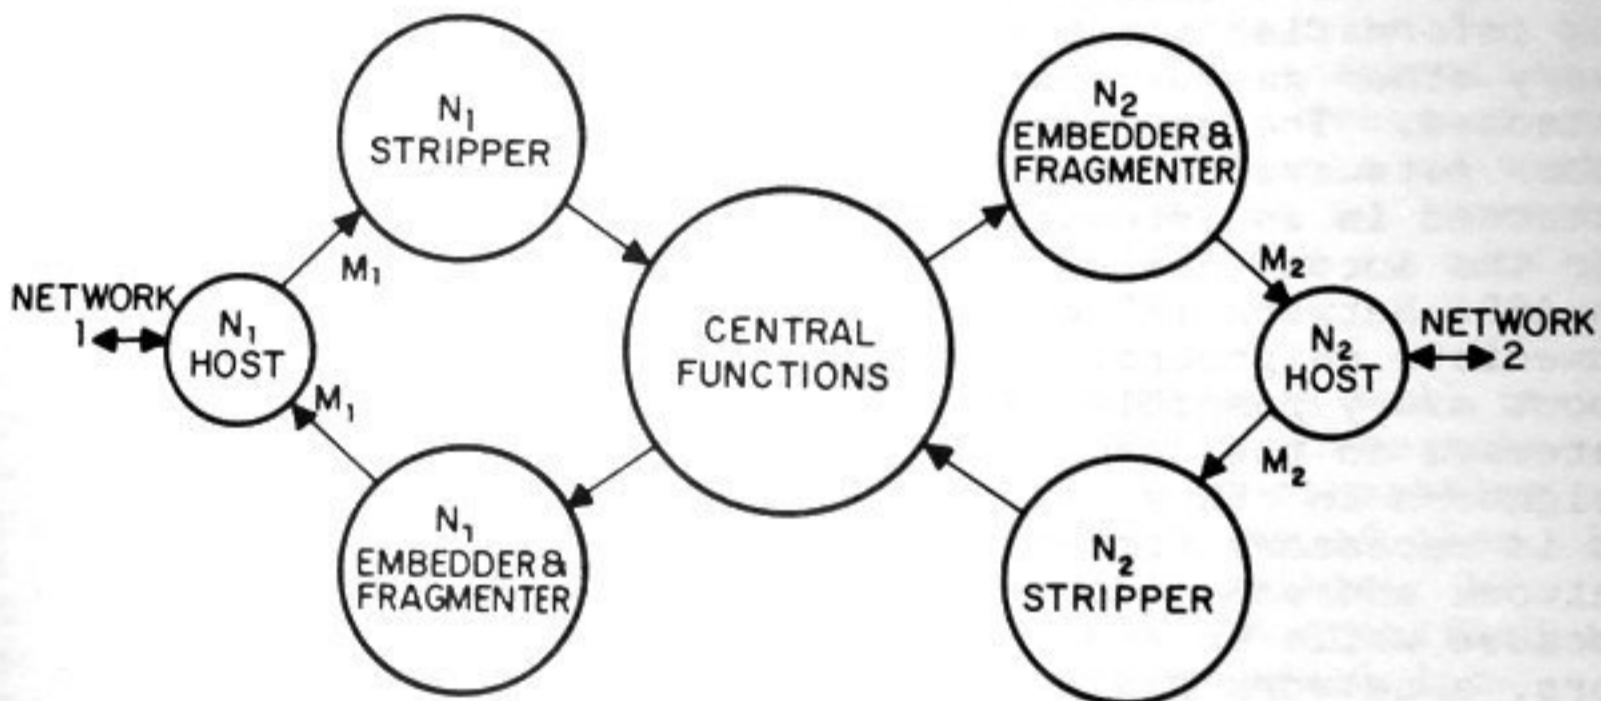 N₁
STRIPPER
N₂
EMBEDDER &
FRAGMENTER
M₁
M₂
NETWORK
1
N₁
HOST
CENTRAL
FUNCTIONS
N₂
HOST
NETWORK
2
M₁
M₂
N₁
EMBEDDER &
FRAGMENTER
N₂
STRIPPER